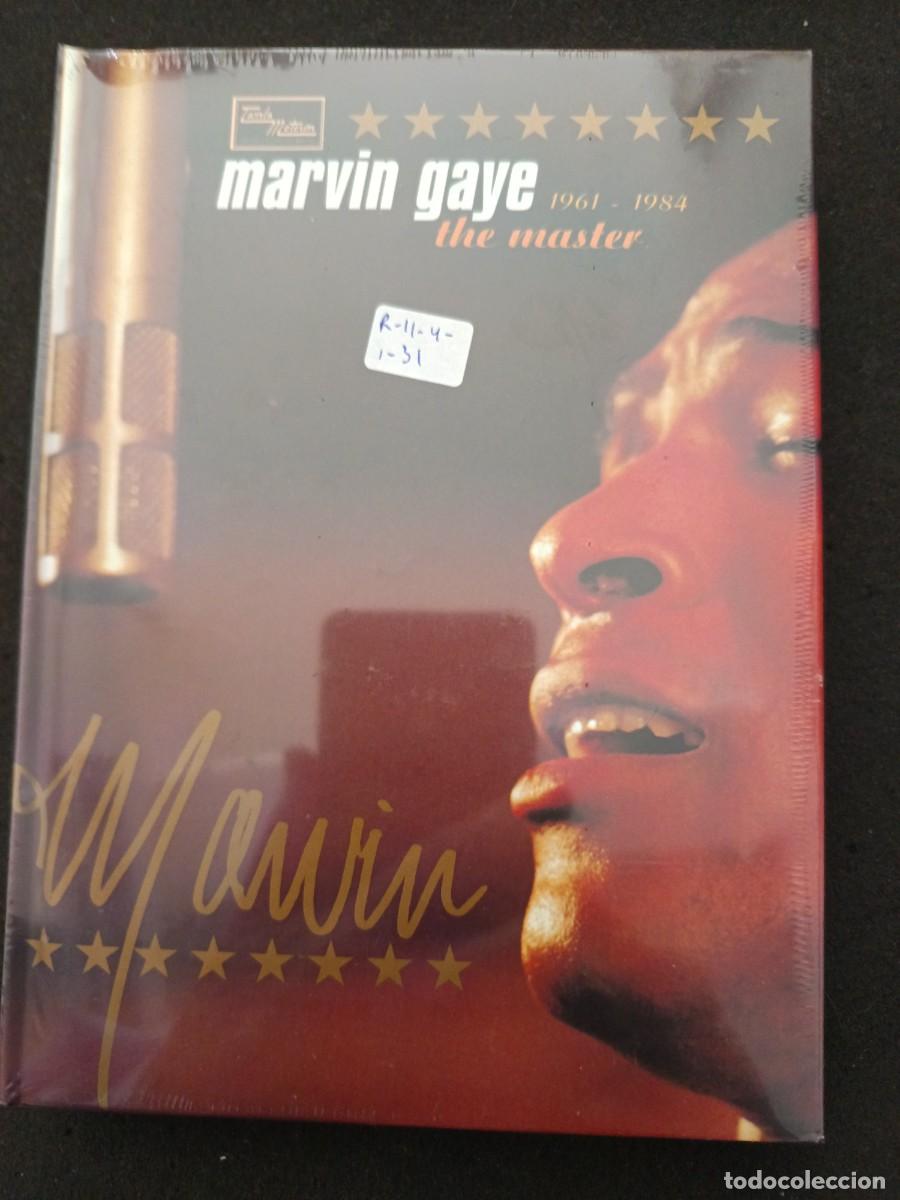 Tamla
Motown
marvin gaye 1961 - 1984
the master
R-11-4-
1-31
Marvin
todocoleccion